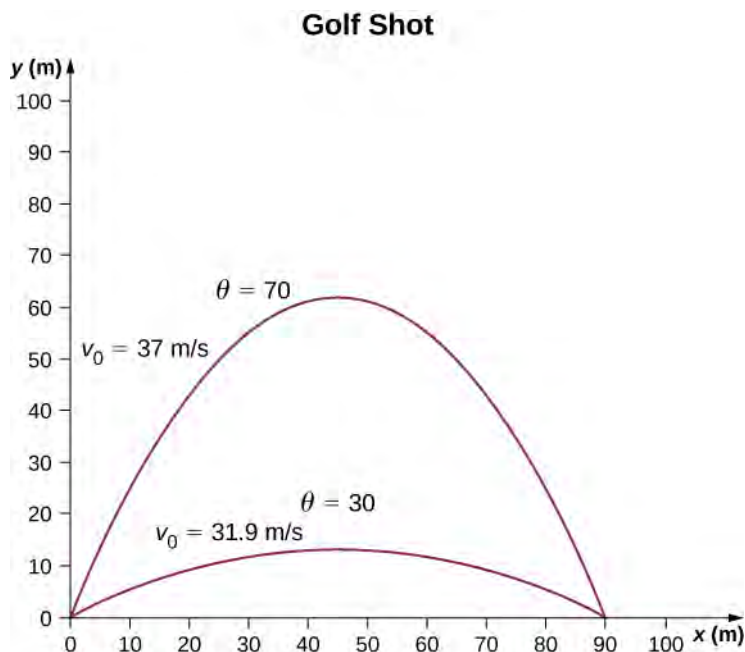 Golf Shot
y (m)
100
90
80
70
60
50
40
30
20
10
0
θ = 70
v₀ = 37 m/s
θ = 30
v₀ = 31.9 m/s
0 10 20 30 40 50 60 70 80 90 100 x (m)